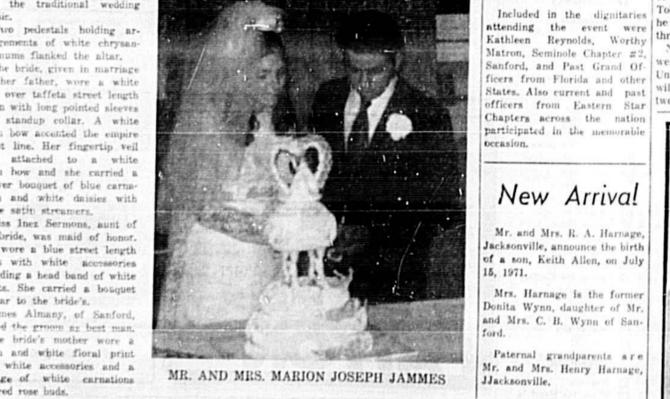 the traditional wedding
two pedestals holding ar-
rangements of white chrysan-
flanked the altar.
bride, given in marriage
her father, wore a white
over taffeta street length
with long pointed sleeves
standup collar. A white
bow accented the empire
line. Her fingertip veil
attached to a white
bow and she carried a
bouquet of blue carna-
and white daisies with
satin streamers.
Inez Sermons, aunt of
bride, was maid of honor.
wore a blue street length
with white accessories
a head band of white
She carried a bouquet
to the bride's.
Almany, of Sanford,
the groom as best man.
bride's mother wore a
and white floral print
white accessories and a
of white carnations
red rose buds.
MR. AND MRS. MARION JOSEPH JAMMES
Included in the dignitaries
attending the event were
Kathleen Reynolds, Worthy
Matron, Seminole Chapter #2,
Sanford, and Past Grand Of-
ficers from Florida and other
States. Also current and past
officers from Eastern Star
Chapters across the nation
participated in the memorable
occasion.
New Arrival
Mr. and Mrs. R. A. Harnage,
Jacksonville, announce the birth
of a son, Keith Allen, on July
15, 1971.
Mrs. Harnage is the former
Donita Wynn, daughter of Mr.
and Mrs. C. B. Wynn of San-
ford.
Paternal grandparents are
Mr. and Mrs. Henry Harnage,
JJacksonville.